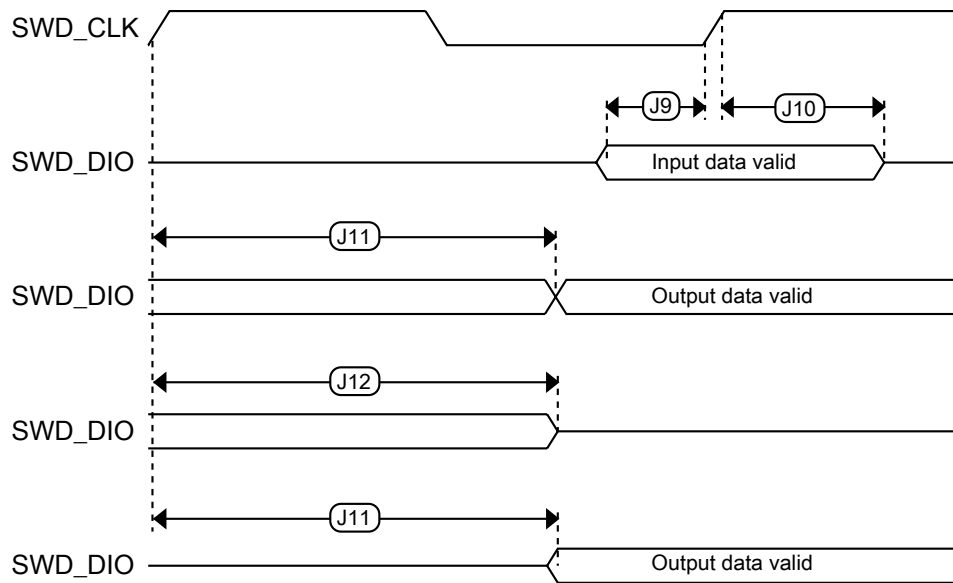 SWD_CLK
J9
J10
SWD_DIO
Input data valid
J11
SWD_DIO
Output data valid
J12
SWD_DIO
J11
SWD_DIO
Output data valid